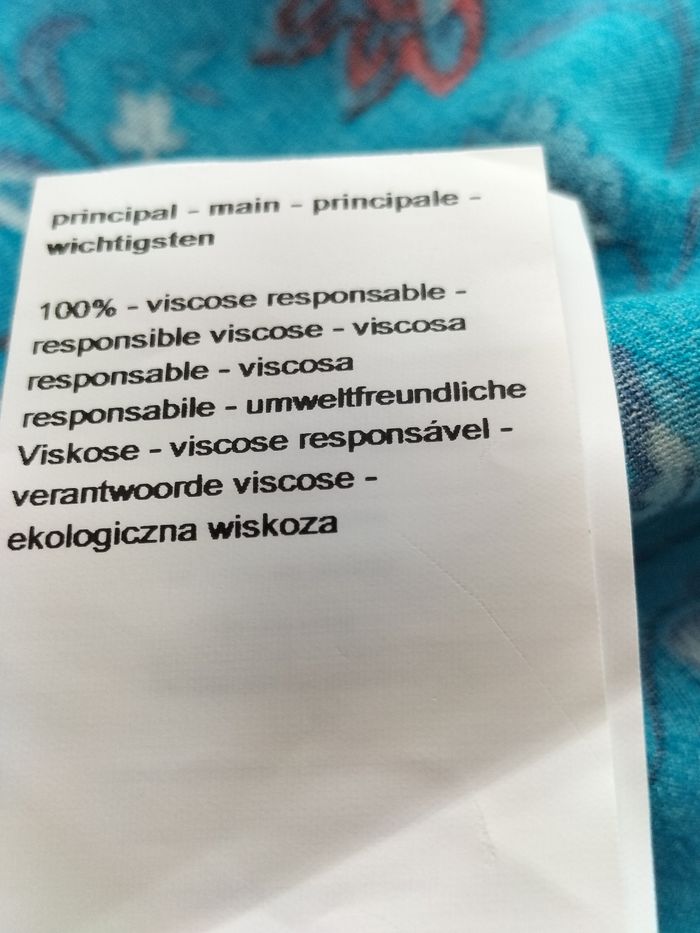 principal - main - principale -
wichtigsten
100% - viscose responsable -
responsible viscose - viscosa
responsable - viscosa
responsabile - umweltfreundliche
Viskose - viscose responsável -
verantwoorde viscose -
ekologiczna wiskoza